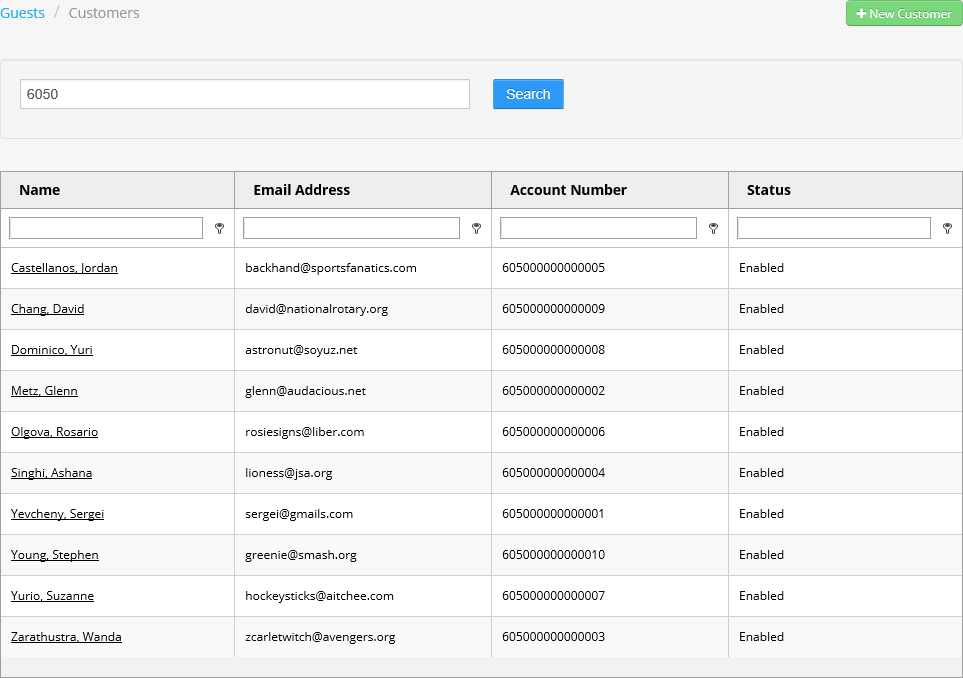 Guests / Customers + New Customer
6050 Search
Name Email Address Account Number Status
Castellanos, Jordan backhand@sportsfanatics.com 605000000000005 Enabled
Chang, David david@nationalrotary.org 605000000000009 Enabled
Dominico, Yuri astronut@soyuz.net 605000000000008 Enabled
Metz, Glenn glenn@audacious.net 605000000000002 Enabled
Olgova, Rosario rosiesigns@liber.com 605000000000006 Enabled
Singhi, Ashana lioness@jsa.org 605000000000004 Enabled
Yevcheny, Sergei sergei@gmails.com 605000000000001 Enabled
Young, Stephen greenie@smash.org 605000000000010 Enabled
Yurio, Suzanne hockeysticks@aitchee.com 605000000000007 Enabled
Zarathustra, Wanda zcarletwitch@avengers.org 605000000000003 Enabled